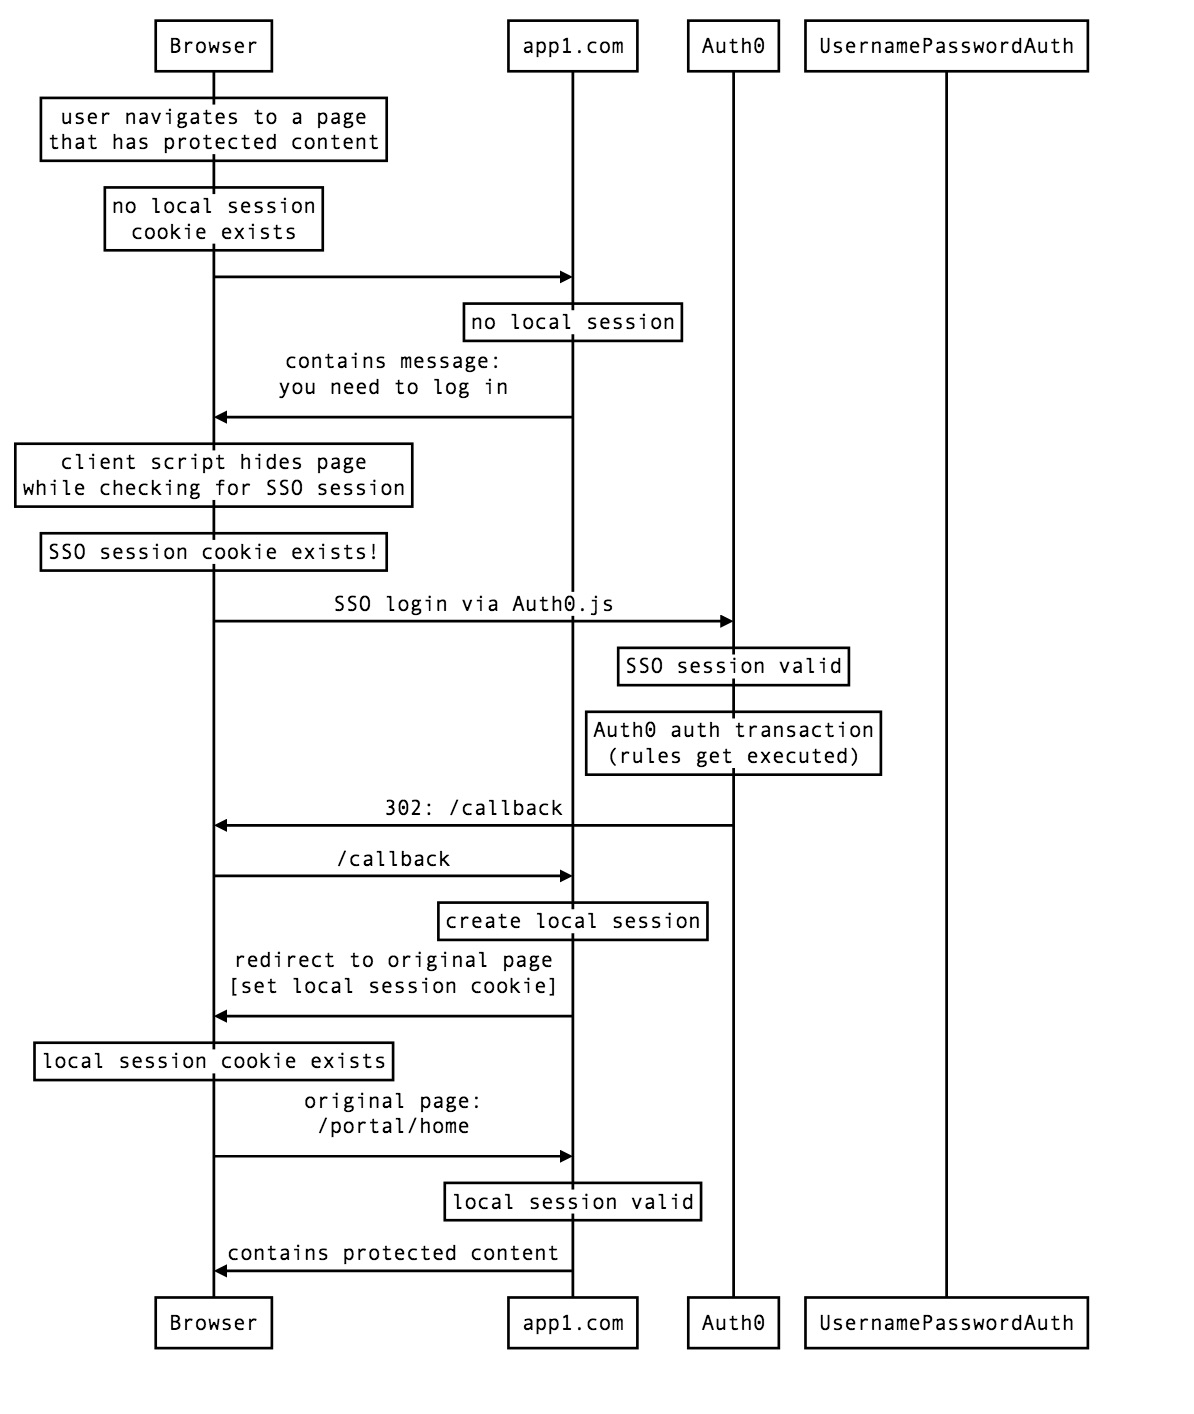 Browser
app1.com
Auth0
UsernamePasswordAuth
user navigates to a page
that has protected content
no local session
cookie exists
no local session
contains message:
you need to log in
client script hides page
while checking for SSO session
SSO session cookie exists!
SSO login via Auth0.js
SSO session valid
Auth0 auth transaction
(rules get executed)
302: /callback
/callback
create local session
redirect to original page
[set local session cookie]
local session cookie exists
original page:
/portal/home
local session valid
contains protected content
Browser
app1.com
Auth0
UsernamePasswordAuth